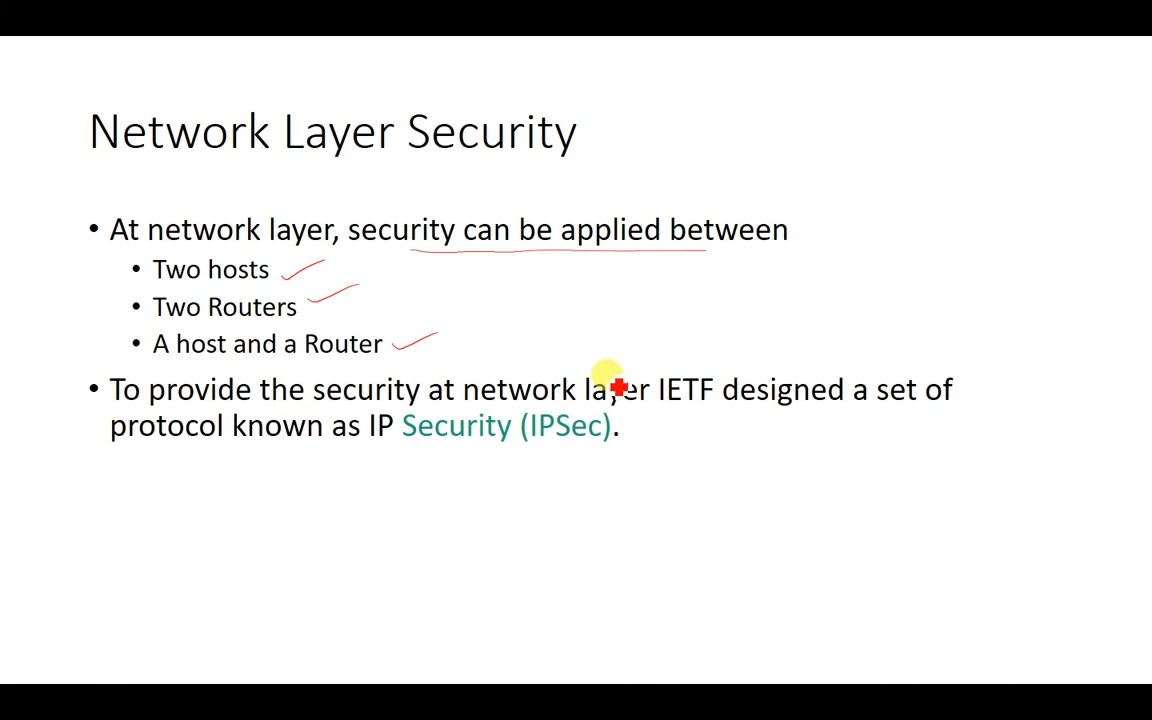 Network Layer Security
• At network layer, security can be applied between
• Two hosts
• Two Routers
• A host and a Router
• To provide the security at network layer IETF designed a set of
protocol known as IP Security (IPSec).